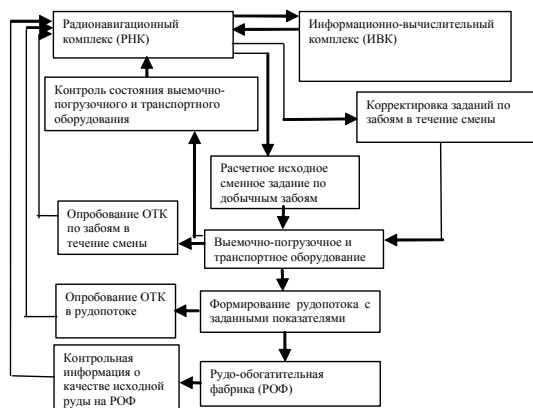 Радионавигационный
комплекс (РНК)
Информационно-вычислительный
комплекс (ИВК)
Контроль состояния выемочно-
погрузочного и транспортного
оборудования
Корректировка заданий по
забоям в течение смены
Расчетное исходное
сменное задание по
добычным забоям
Опробование ОТК
по забоям в
течение смены
Выемочно-погрузочное и
транспортное оборудование
Опробование ОТК
в рудопотоке
Формирование рудопотока с
заданными показателями
Контрольная
информация о
качестве исходной
руды на РОФ
Рудо-обогатительная
фабрика (РОФ)